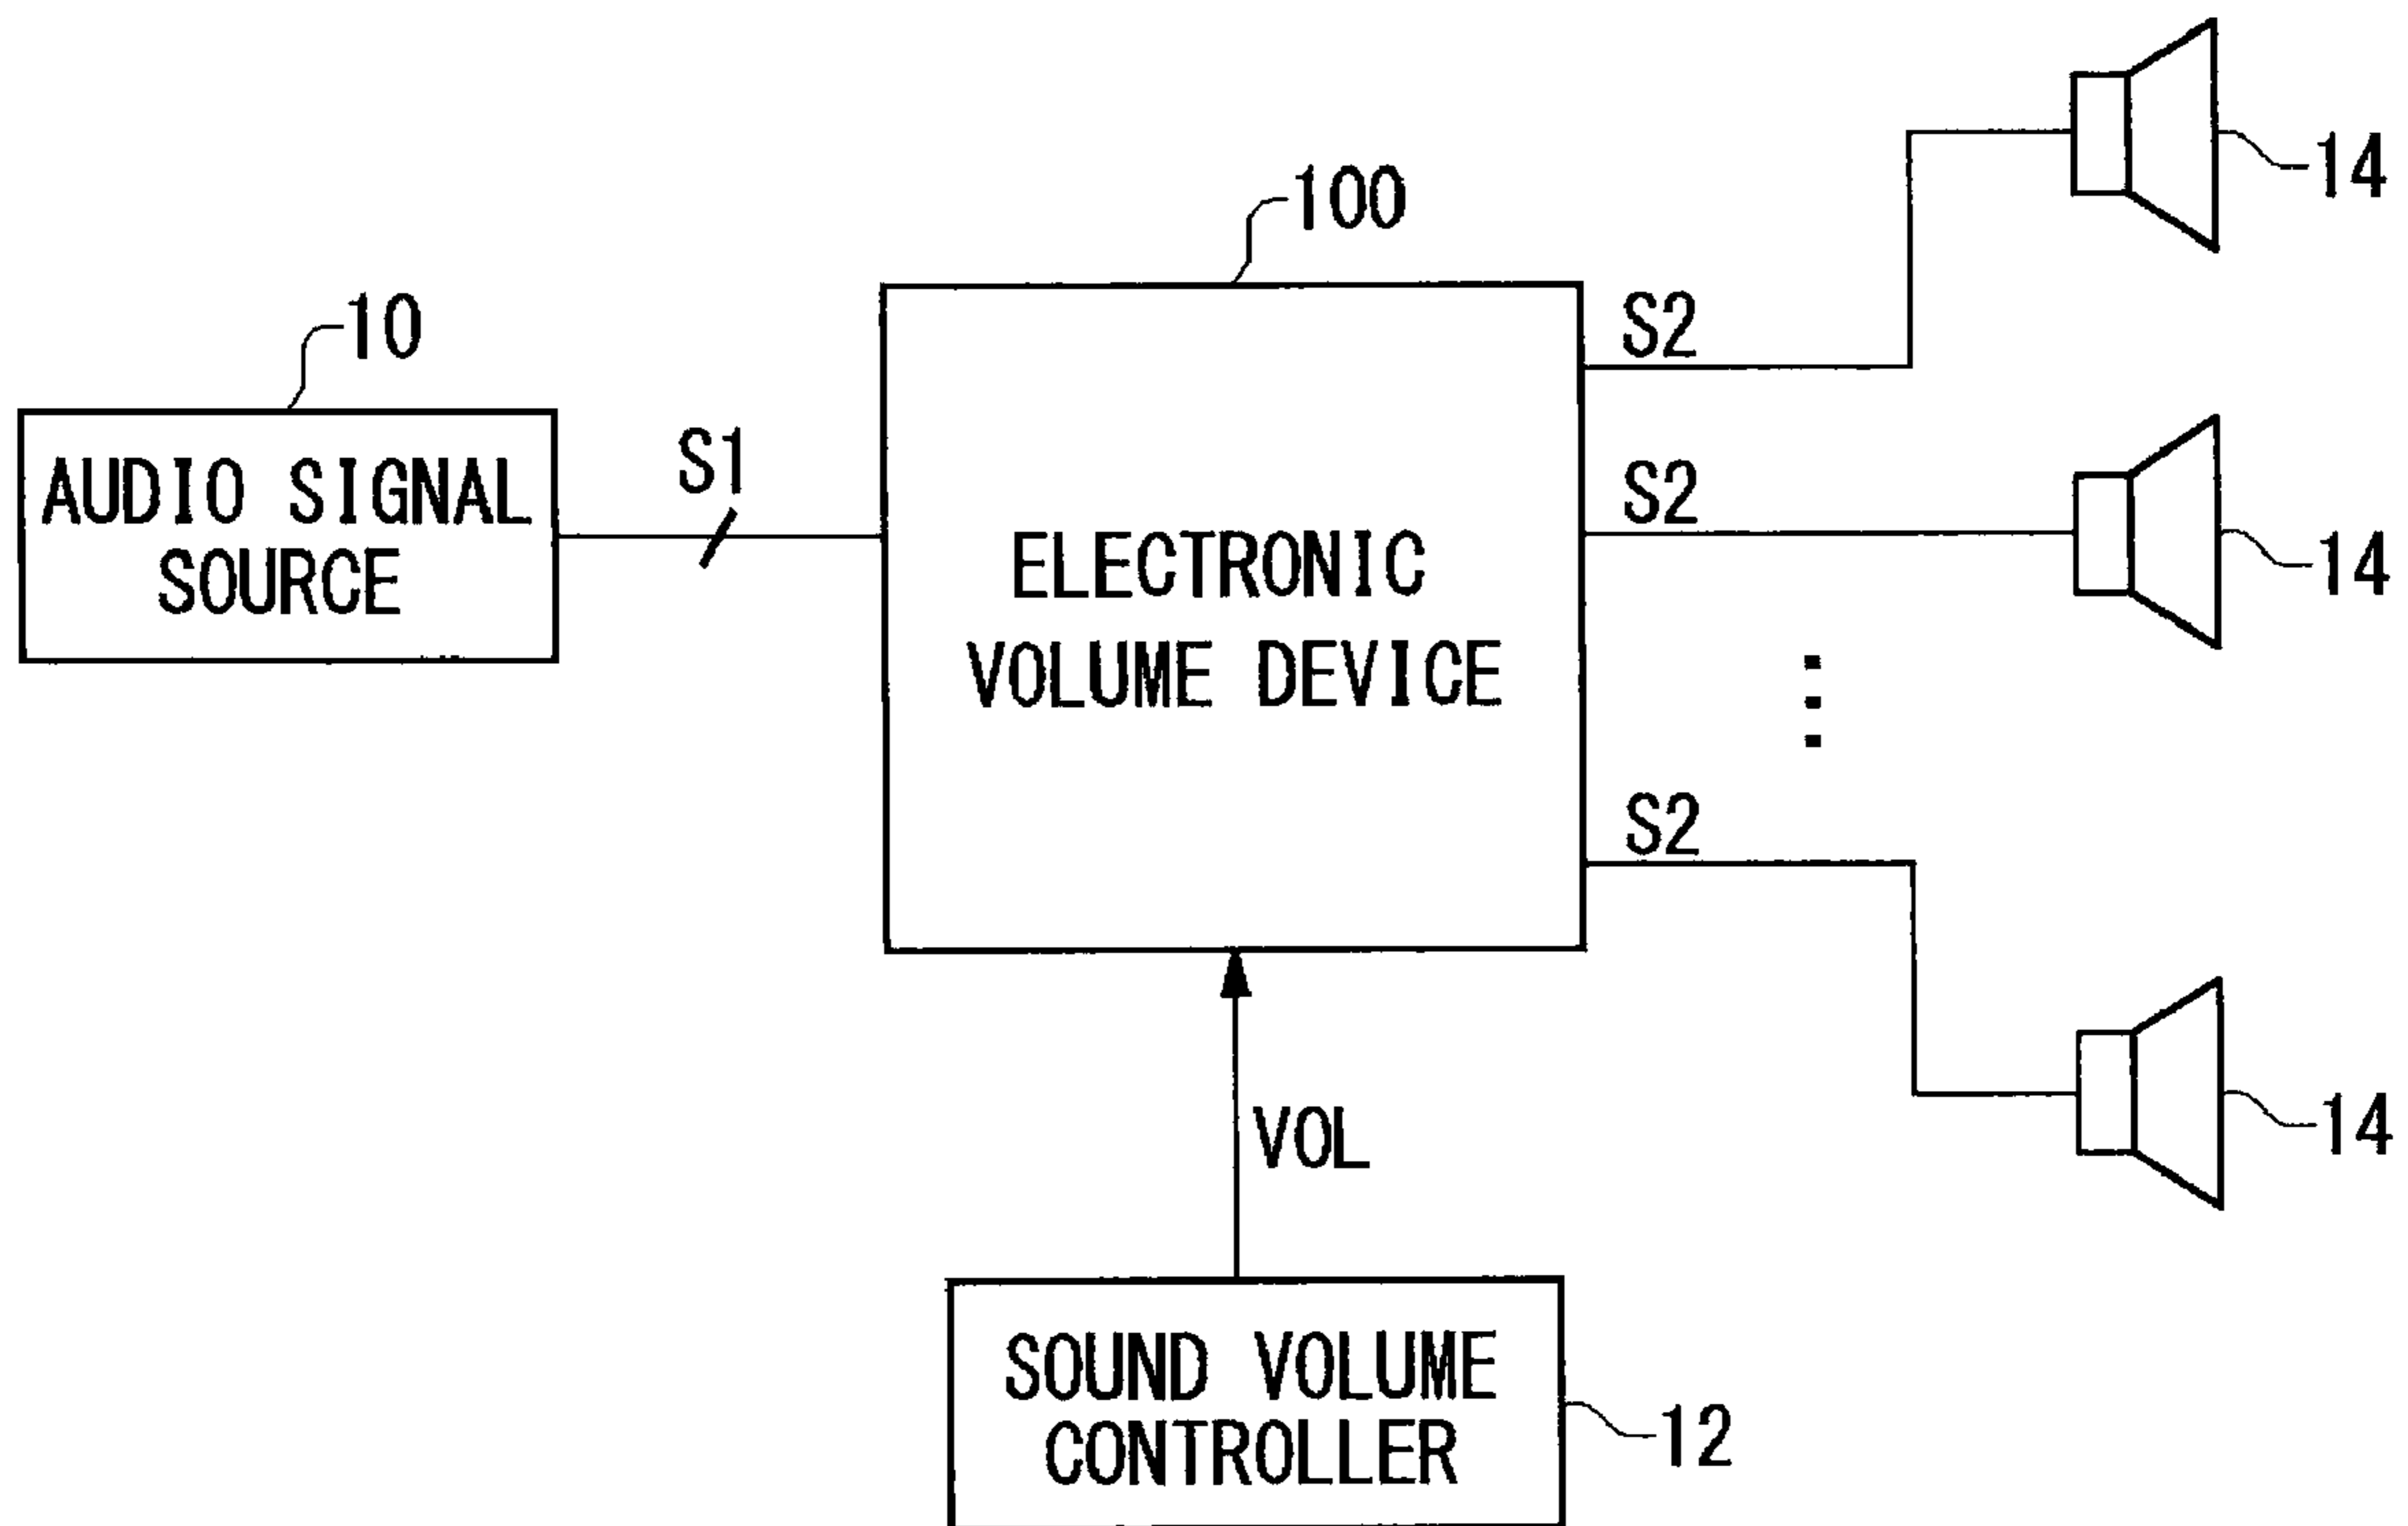 14
100
S2
10
S1
AUDIO SIGNAL
SOURCE
S2
14
ELECTRONIC
VOLUME DEVICE
S2
14
VOL
SOUND VOLUME
CONTROLLER
12